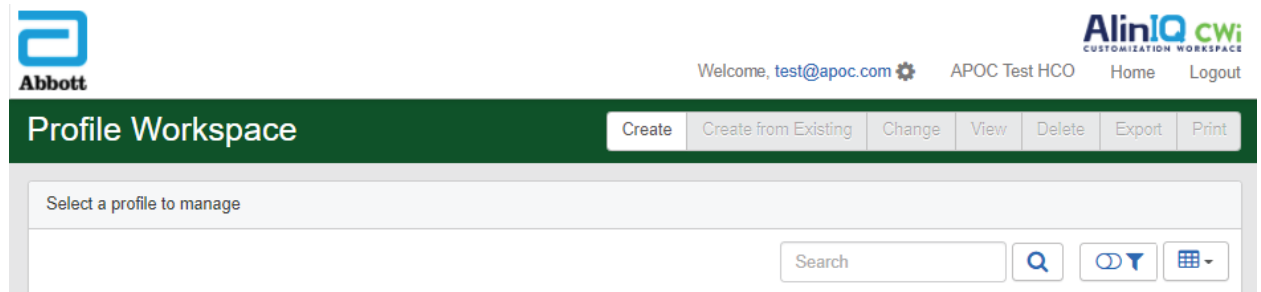 AlinIQ CWi
CUSTOMIZATION WORKSPACE
Abbott
Welcome, test@apoc.com APOC Test HCO Home Logout
Profile Workspace Create Create from Existing Change View Delete Export Print
Select a profile to manage
Search